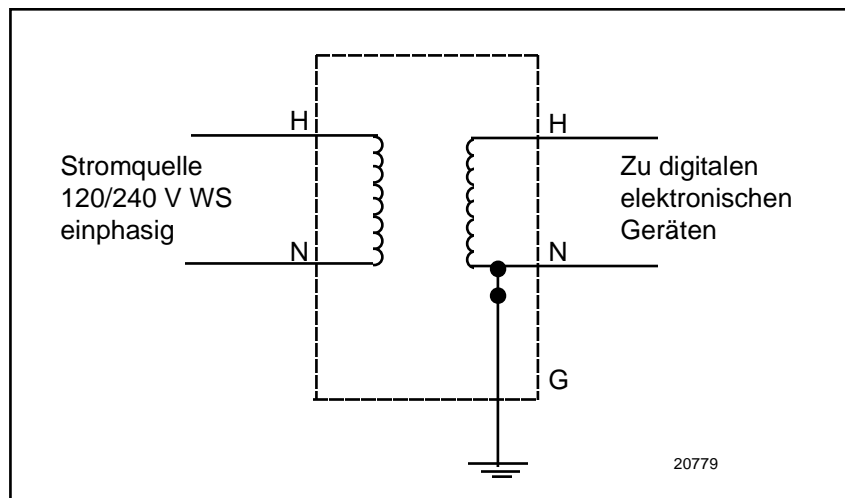 H
H
Stromquelle
120/240 V WS
einphasig
Zu digitalen
elektronischen
Geräten
N
N
G
20779